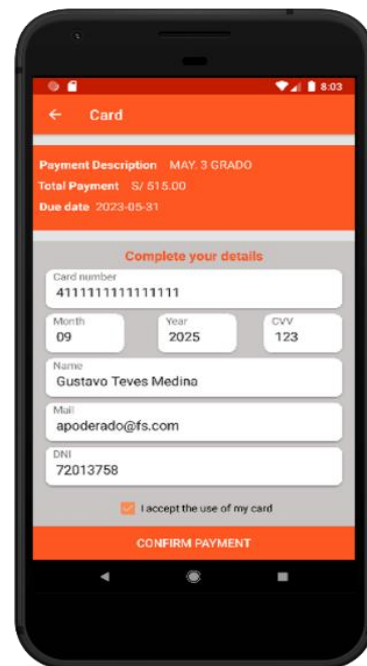 8:03
Card
Payment Description MAY. 3 GRADO
Total Payment S/ 515.00
Due date 2023-05-31
Complete your details
Card number
4111111111111111
Month Year CVV
09 2025 123
Name
Gustavo Teves Medina
Mail
apoderado@fs.com
DNI
72013758
I accept the use of my card
CONFIRM PAYMENT